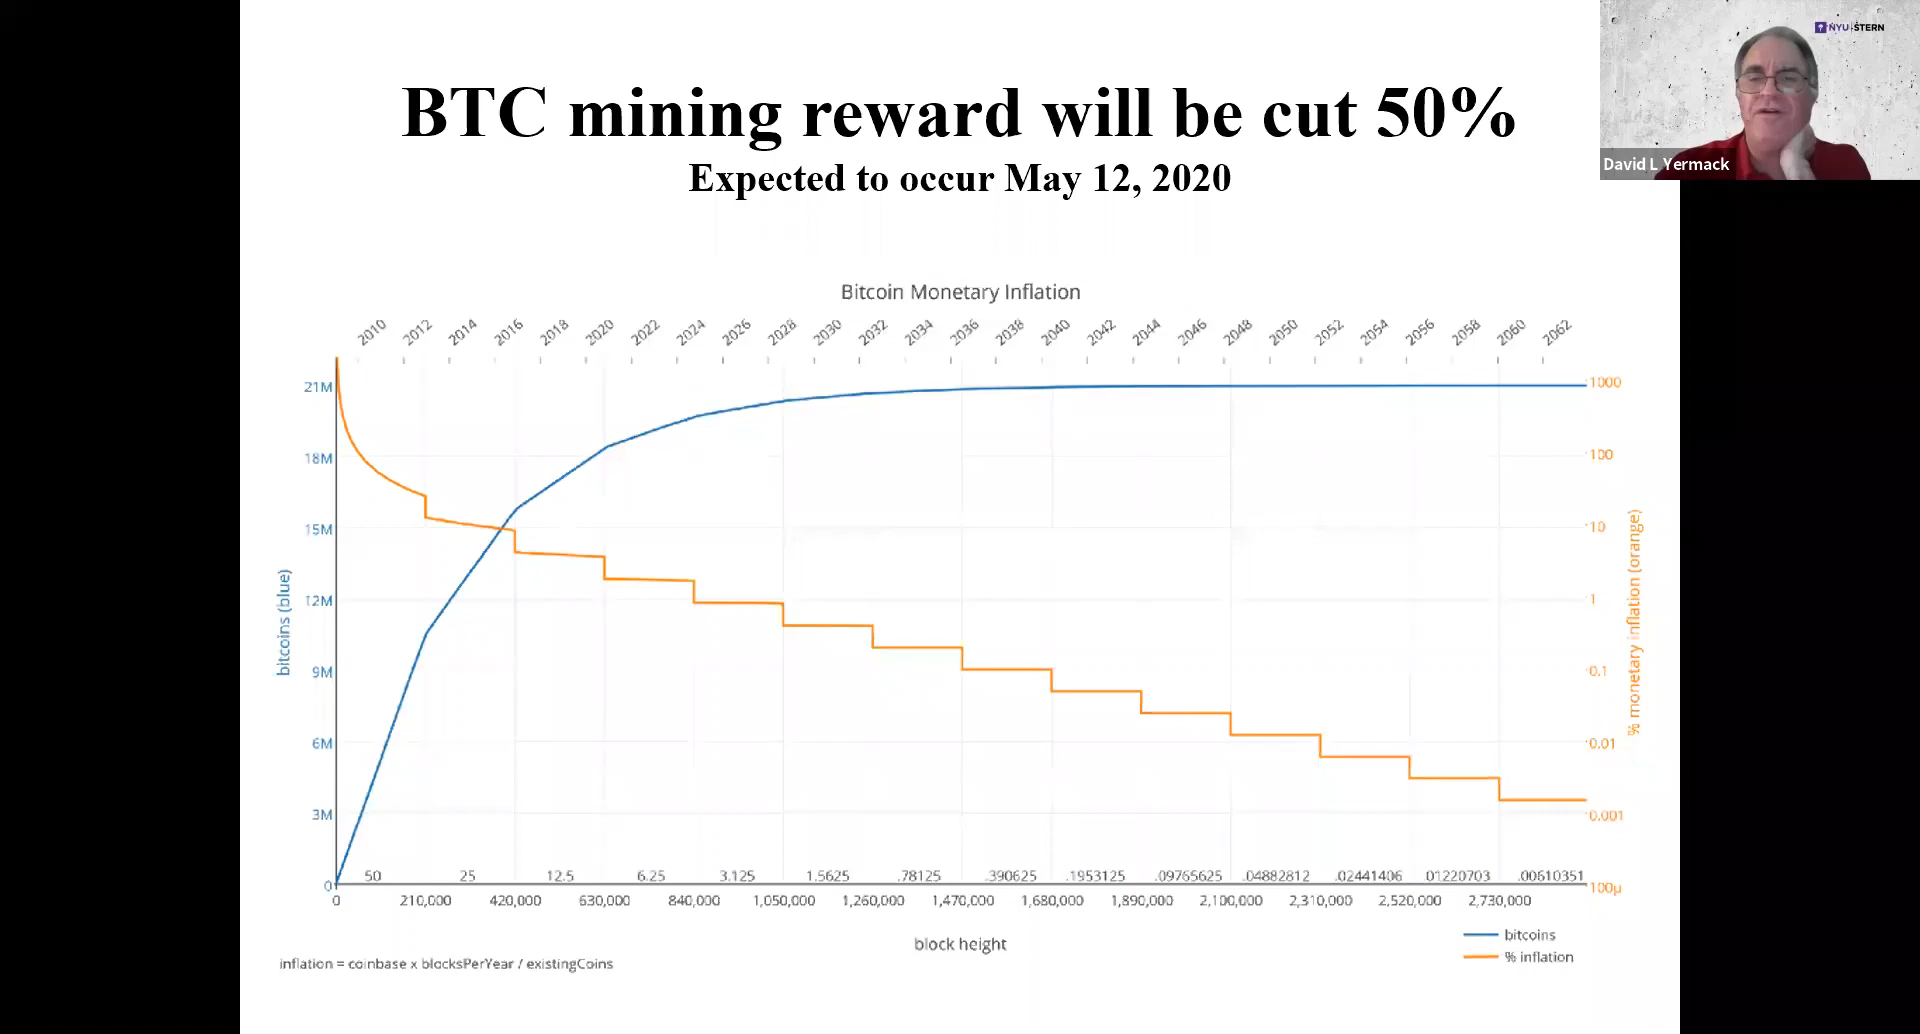 BTC mining reward will be cut 50%
Expected to occur May 12, 2020
NYU STERN
David L Yermack
Bitcoin Monetary Inflation
2010 2012 2014 2016 2018 2020 2022 2024 2026 2028 2030 2032 2034 2036 2038 2040 2042 2044 2046 2048 2050 2052 2054 2056 2058 2060 2062
21M
18M
15M
12M
9M
6M
3M
0
bitcoins (blue)
1000
100
10
1
0.1
0.01
0.001
100µ
% monetary inflation (orange)
50 25 12.5 6.25 3.125 1.5625 .78125 .390625 .1953125 .09765625 .04882812 .02441406 01220703 .00610351
0 210,000 420,000 630,000 840,000 1,050,000 1,260,000 1,470,000 1,680,000 1,890,000 2,100,000 2,310,000 2,520,000 2,730,000
block height
bitcoins
% inflation
inflation = coinbase x blocksPerYear / existingCoins